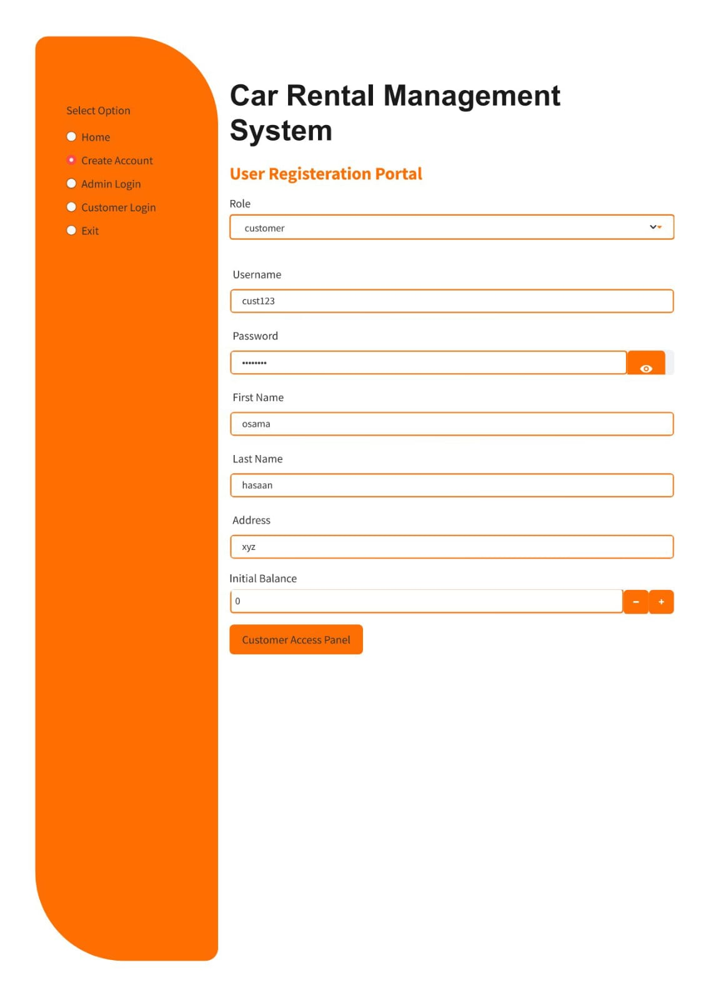 Select Option
Home
Create Account
Admin Login
Customer Login
Exit
Car Rental Management
System
User Registeration Portal
Role
customer
Username
cust123
Password
••••••••
First Name
osama
Last Name
hasaan
Address
xyz
Initial Balance
0
Customer Access Panel